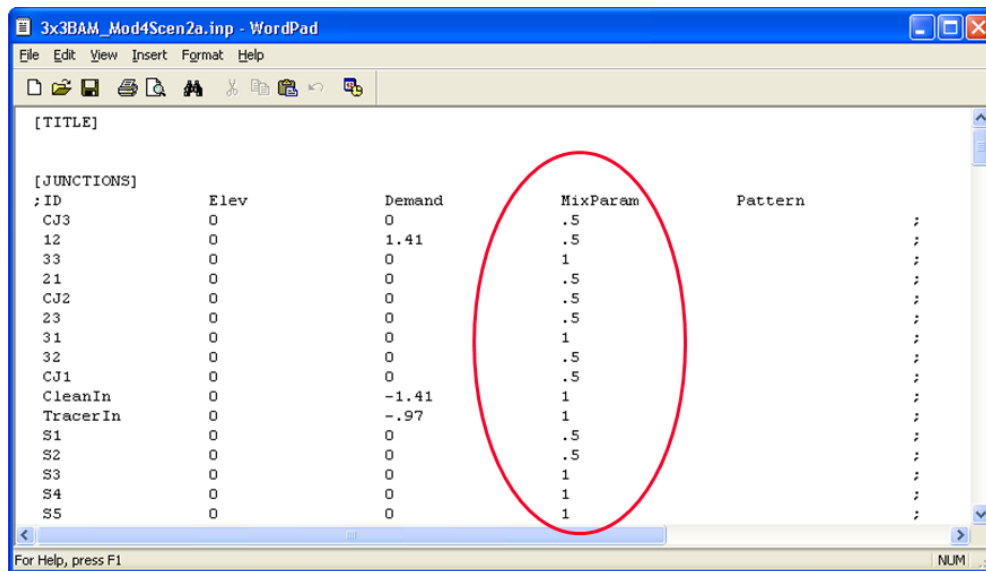 3x3BAM_Mod4Scen2a.inp - WordPad
File Edit View Insert Format Help
[TITLE]
[JUNCTIONS]
;ID Elev Demand MixParam Pattern
CJ3 0 0 .5 ;
12 0 1.41 .5 ;
33 0 0 1 ;
21 0 0 .5 ;
CJ2 0 0 .5 ;
23 0 0 .5 ;
31 0 0 1 ;
32 0 0 .5 ;
CJ1 0 0 .5 ;
CleanIn 0 -1.41 1 ;
TracerIn 0 -.97 1 ;
S1 0 0 .5 ;
S2 0 0 .5 ;
S3 0 0 1 ;
S4 0 0 1 ;
S5 0 0 1 ;
For Help, press F1 NUM